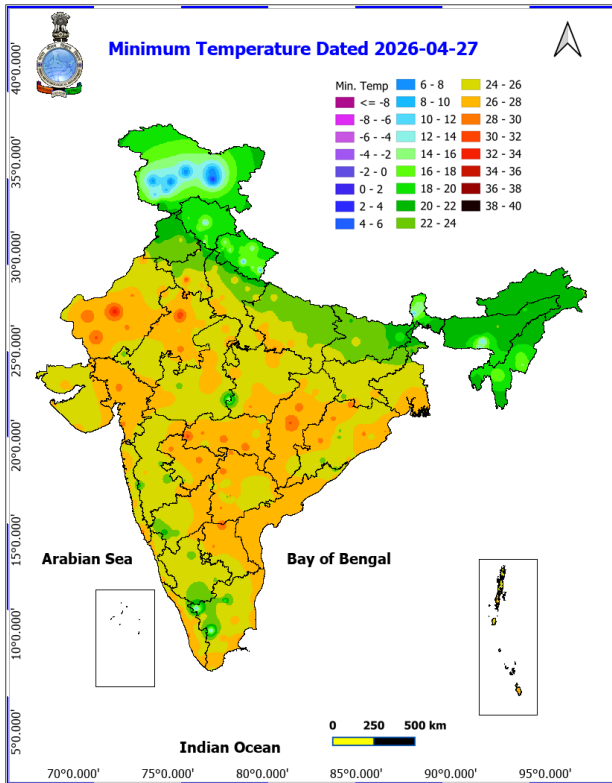 Minimum Temperature Dated 2026-04-27
Min. Temp
<= -8
-8 - -6
-6 - -4
-4 - -2
-2 - 0
0 - 2
2 - 4
4 - 6
6 - 8
8 - 10
10 - 12
12 - 14
14 - 16
16 - 18
18 - 20
20 - 22
22 - 24
24 - 26
26 - 28
28 - 30
30 - 32
32 - 34
34 - 36
36 - 38
38 - 40
40°0.000'
35°0.000'
30°0.000'
25°0.000'
20°0.000'
15°0.000'
10°0.000'
5°0.000'
Arabian Sea
Bay of Bengal
Indian Ocean
0 250 500 km
70°0.000' 75°0.000' 80°0.000' 85°0.000' 90°0.000' 95°0.000'